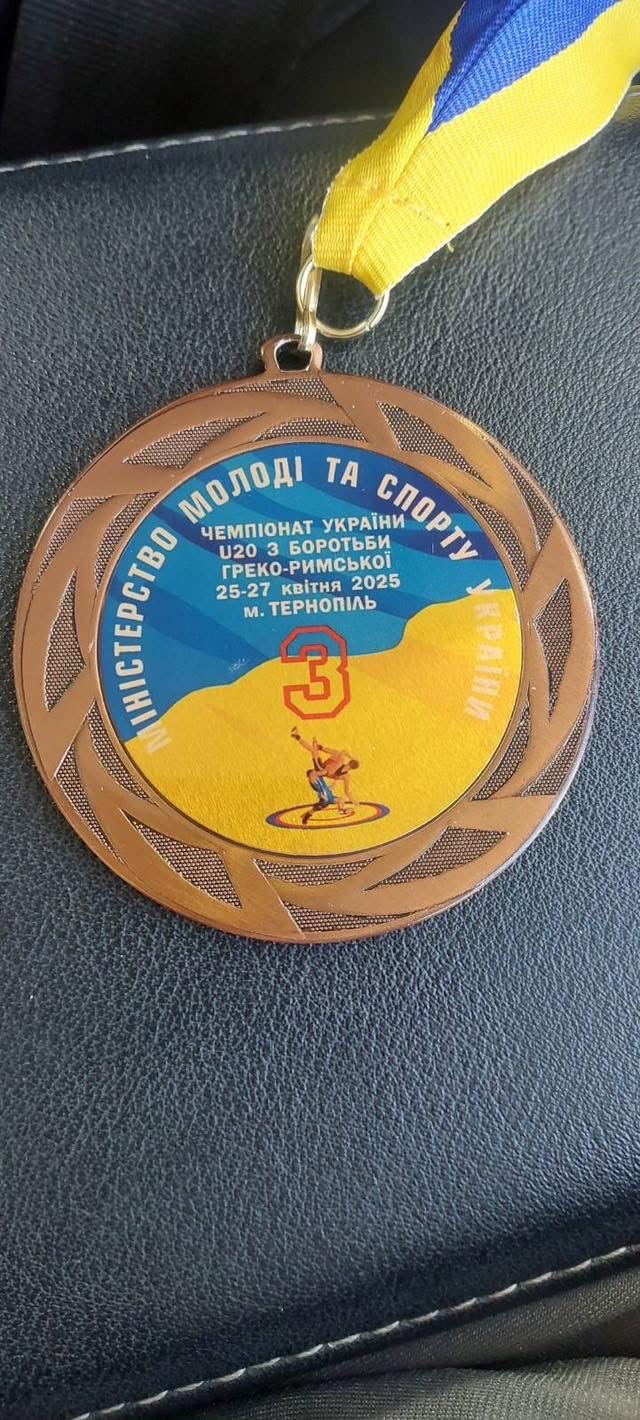 МІНІСТЕРСТВО МОЛОДІ ТА СПОРТУ УКРАЇНИ
ЧЕМПІОНАТ УКРАЇНИ
U20 З БОРОТЬБИ
ГРЕКО-РИМСЬКОЇ
25-27 квітня 2025
м. ТЕРНОПІЛЬ
3